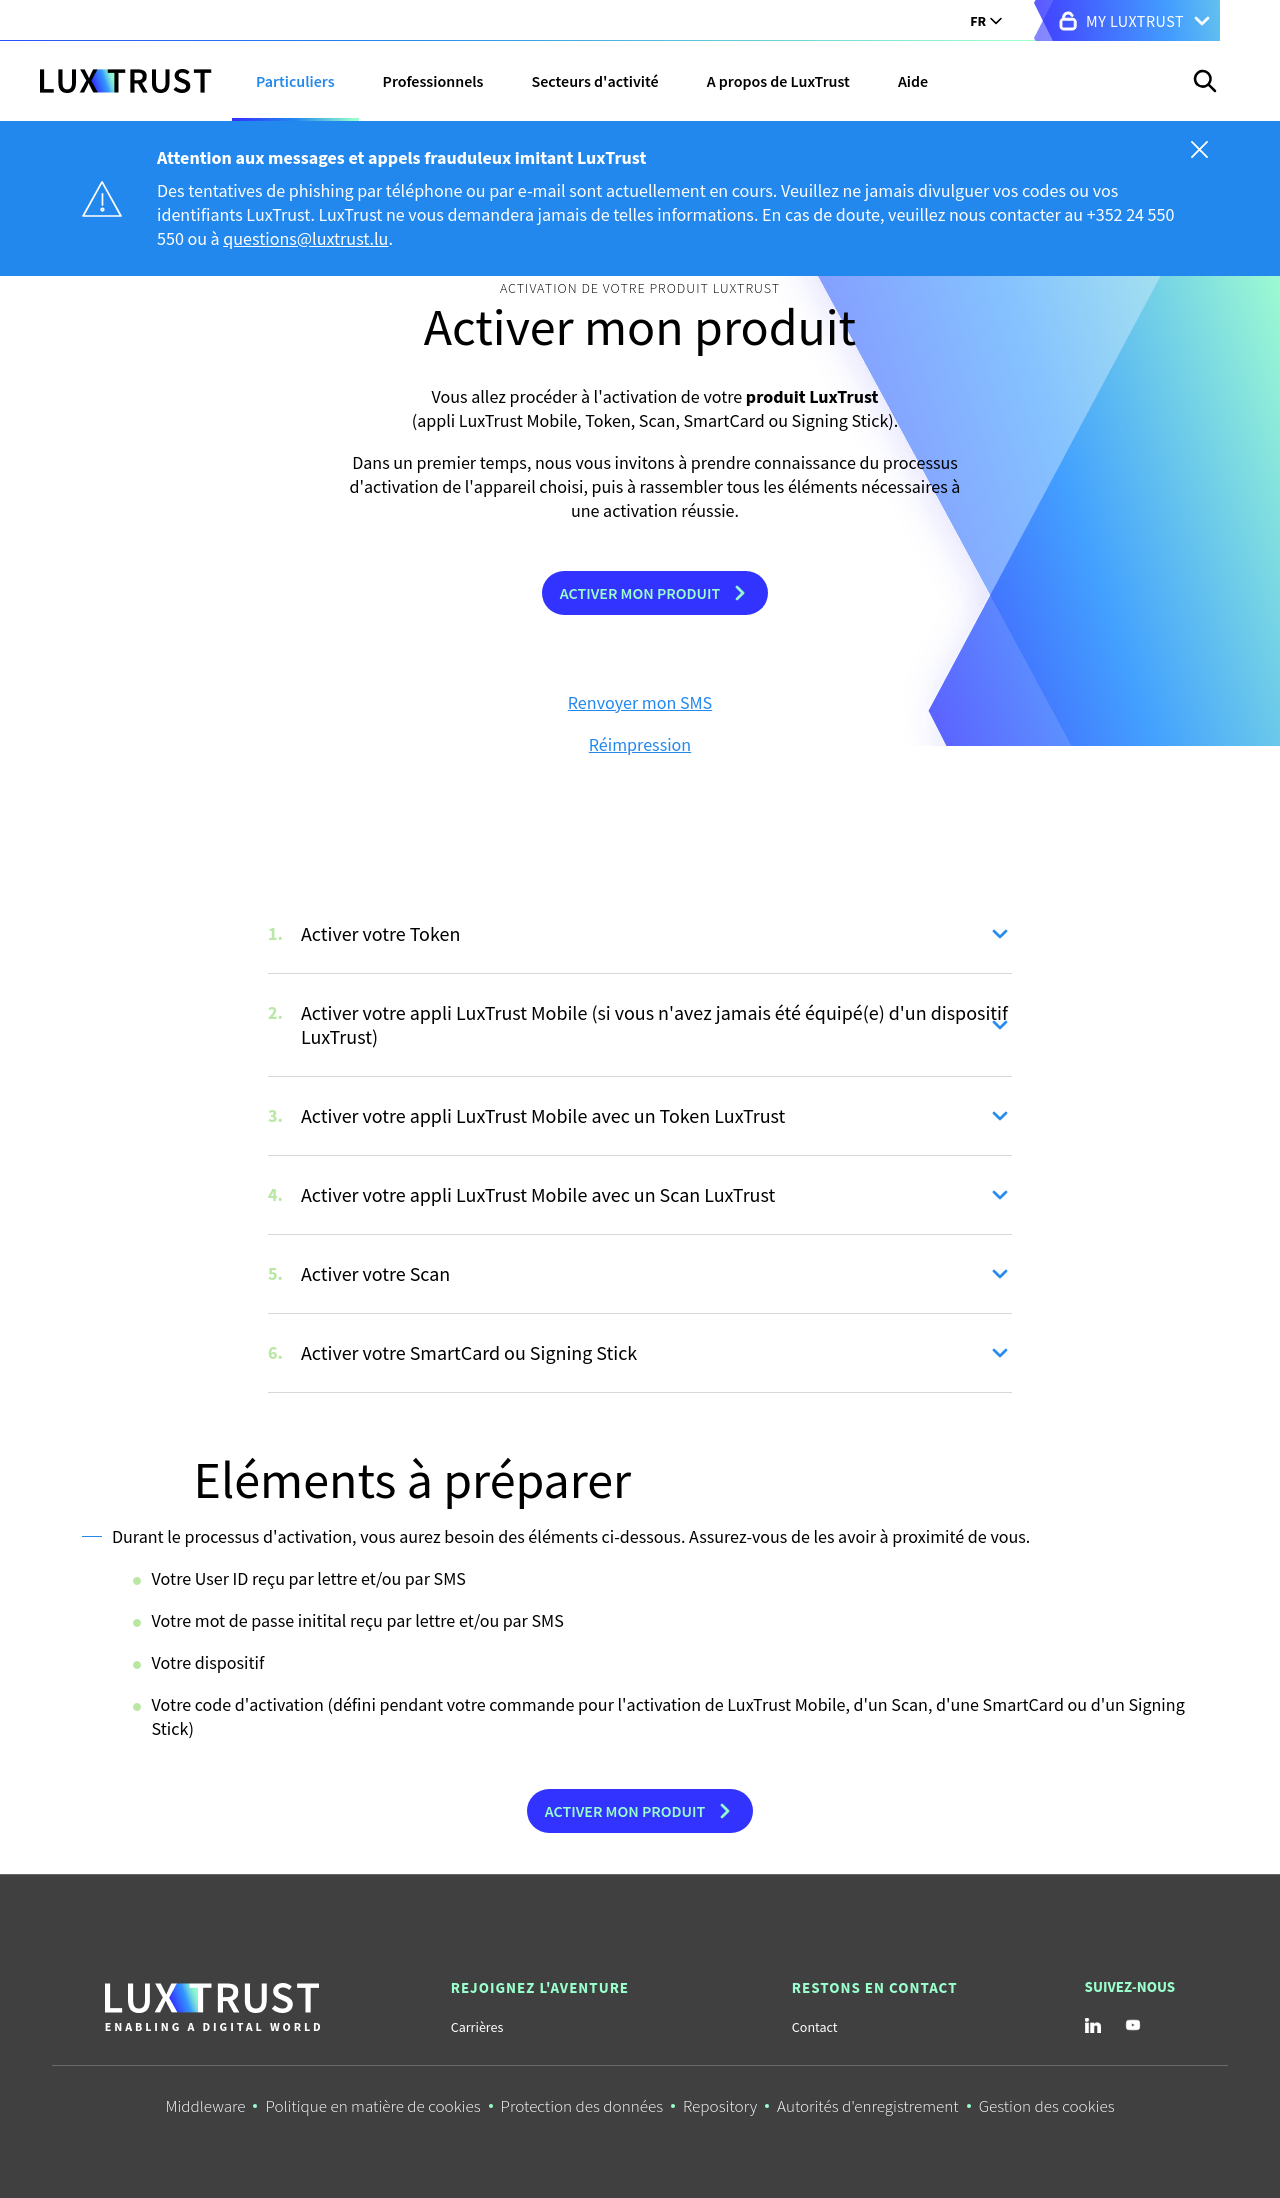 FR
MY LUXTRUST
LUXTRUST
Particuliers
Professionnels
Secteurs d'activité
A propos de LuxTrust
Aide
Attention aux messages et appels frauduleux imitant LuxTrust
Des tentatives de phishing par téléphone ou par e-mail sont actuellement en cours. Veuillez ne jamais divulguer vos codes ou vos
identifiants LuxTrust. LuxTrust ne vous demandera jamais de telles informations. En cas de doute, veuillez nous contacter au +352 24 550
550 ou à questions@luxtrust.lu.
ACTIVATION DE VOTRE PRODUIT LUXTRUST
Activer mon produit
Vous allez procéder à l'activation de votre produit LuxTrust
(appli LuxTrust Mobile, Token, Scan, SmartCard ou Signing Stick).
Dans un premier temps, nous vous invitons à prendre connaissance du processus
d'activation de l'appareil choisi, puis à rassembler tous les éléments nécessaires à
une activation réussie.
ACTIVER MON PRODUIT
Renvoyer mon SMS
Réimpression
1. Activer votre Token
2. Activer votre appli LuxTrust Mobile (si vous n'avez jamais été équipé(e) d'un dispositif
LuxTrust)
3. Activer votre appli LuxTrust Mobile avec un Token LuxTrust
4. Activer votre appli LuxTrust Mobile avec un Scan LuxTrust
5. Activer votre Scan
6. Activer votre SmartCard ou Signing Stick
Eléments à préparer
Durant le processus d'activation, vous aurez besoin des éléments ci-dessous. Assurez-vous de les avoir à proximité de vous.
Votre User ID reçu par lettre et/ou par SMS
Votre mot de passe initital reçu par lettre et/ou par SMS
Votre dispositif
Votre code d'activation (défini pendant votre commande pour l'activation de LuxTrust Mobile, d'un Scan, d'une SmartCard ou d'un Signing
Stick)
ACTIVER MON PRODUIT
LUXTRUST
ENABLING A DIGITAL WORLD
REJOIGNEZ L'AVENTURE
Carrières
RESTONS EN CONTACT
Contact
SUIVEZ-NOUS
in
Middleware • Politique en matière de cookies • Protection des données • Repository • Autorités d'enregistrement • Gestion des cookies